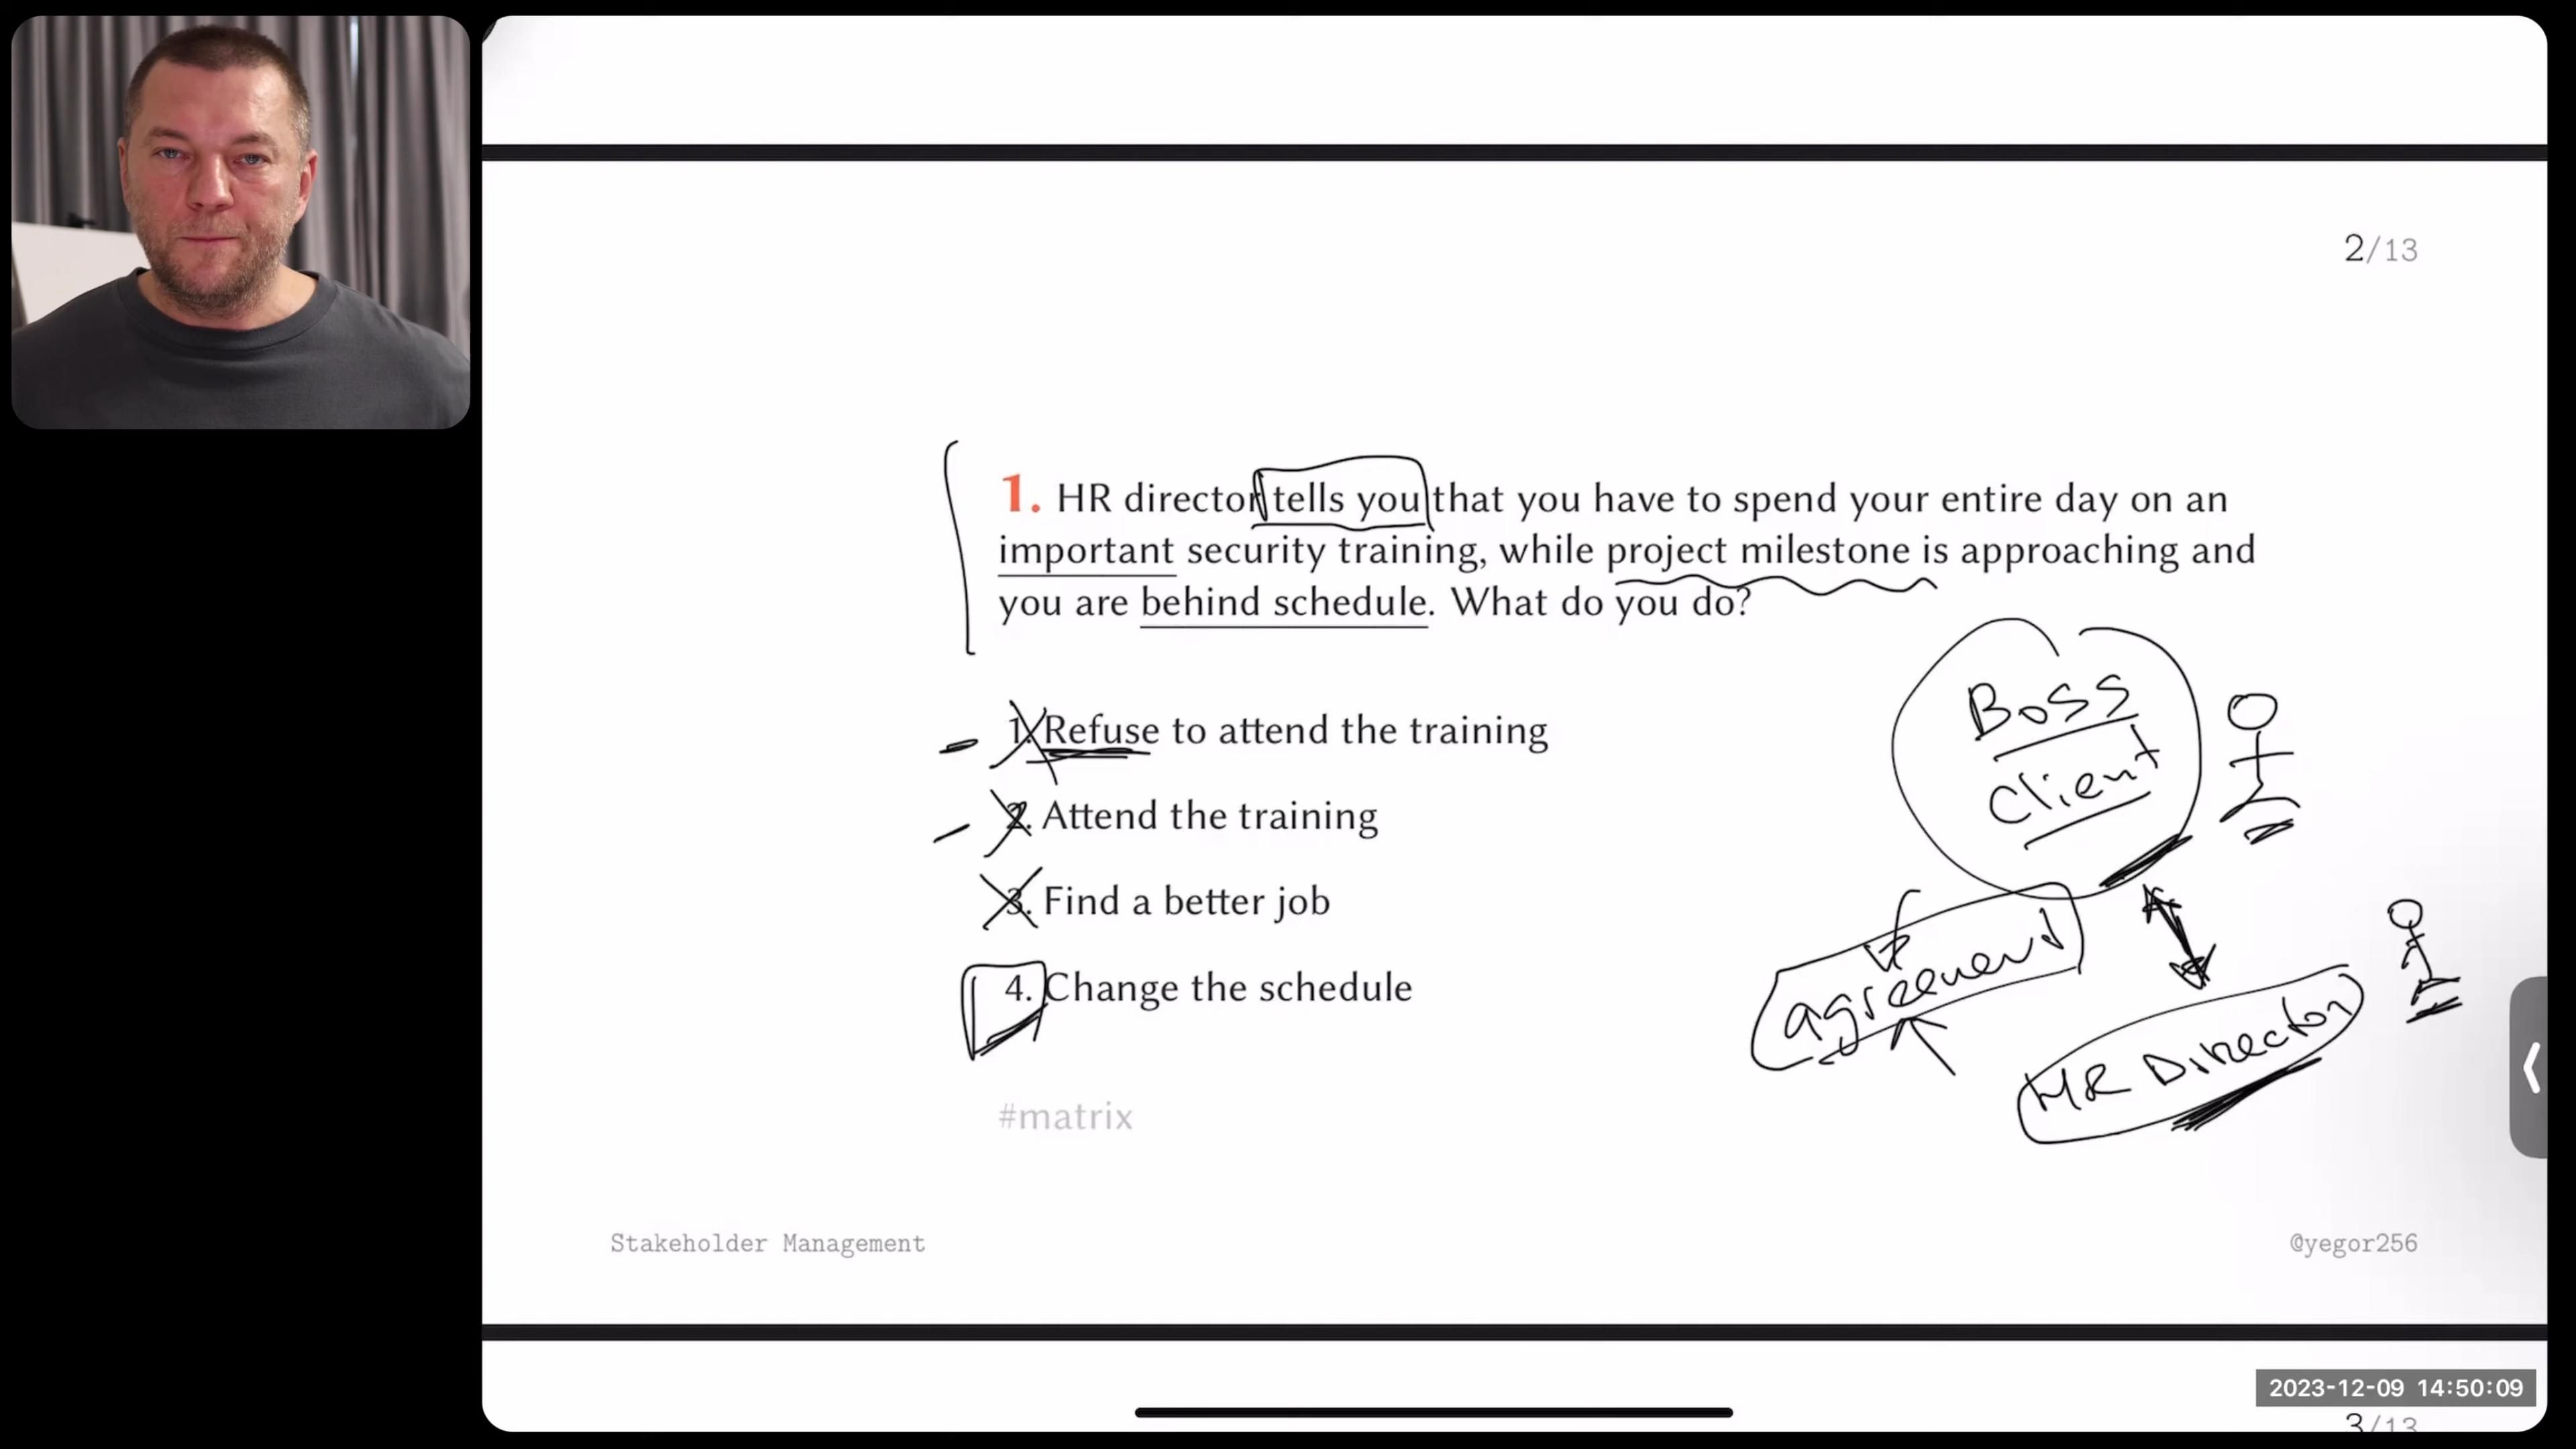 2/13
1. HR director tells you that you have to spend your entire day on an
important security training, while project milestone is approaching and
you are behind schedule. What do you do?
1. Refuse to attend the training
2. Attend the training
3. Find a better job
4. Change the schedule
Boss
Client
agreement
HR Director
#matrix
Stakeholder Management
@yegor256
2023-12-09 14:50:09
3/13